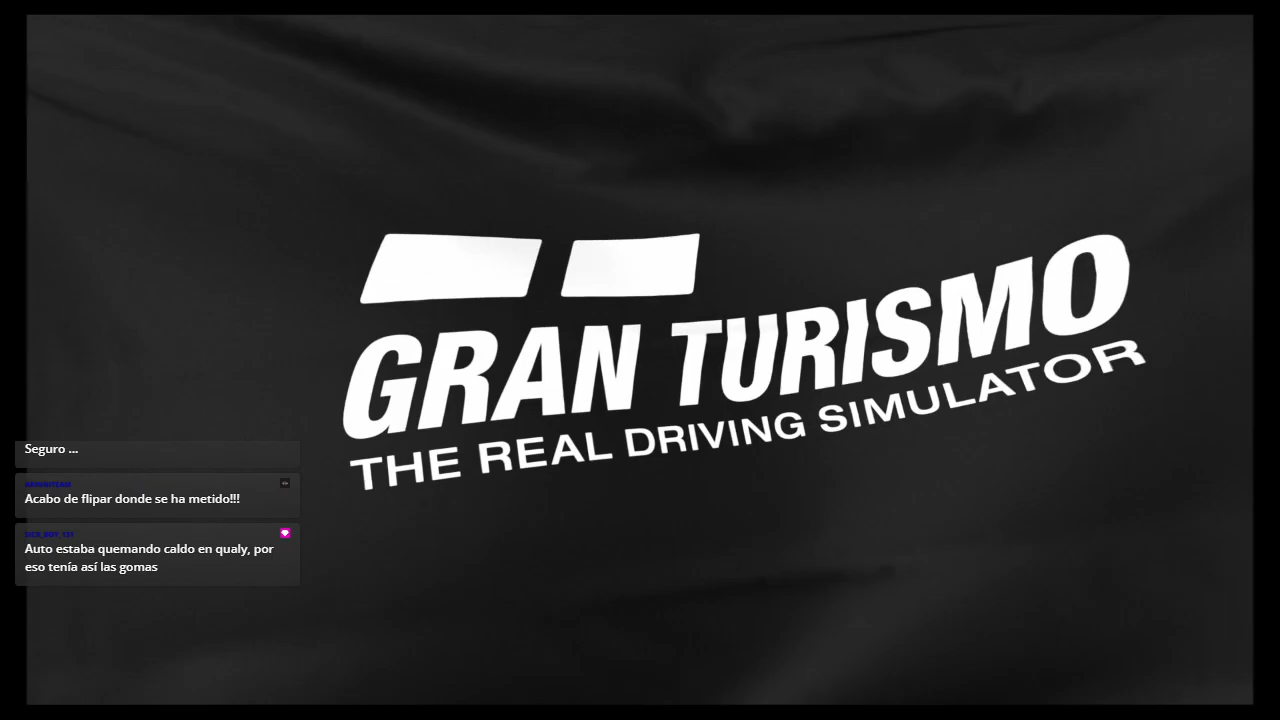 GRAN TURISMO
THE REAL DRIVING SIMULATOR
Seguro ...
Acabo de flipar donde se ha metido!!!
Auto estaba quemando caldo en qualy, por
eso tenía así las gomas